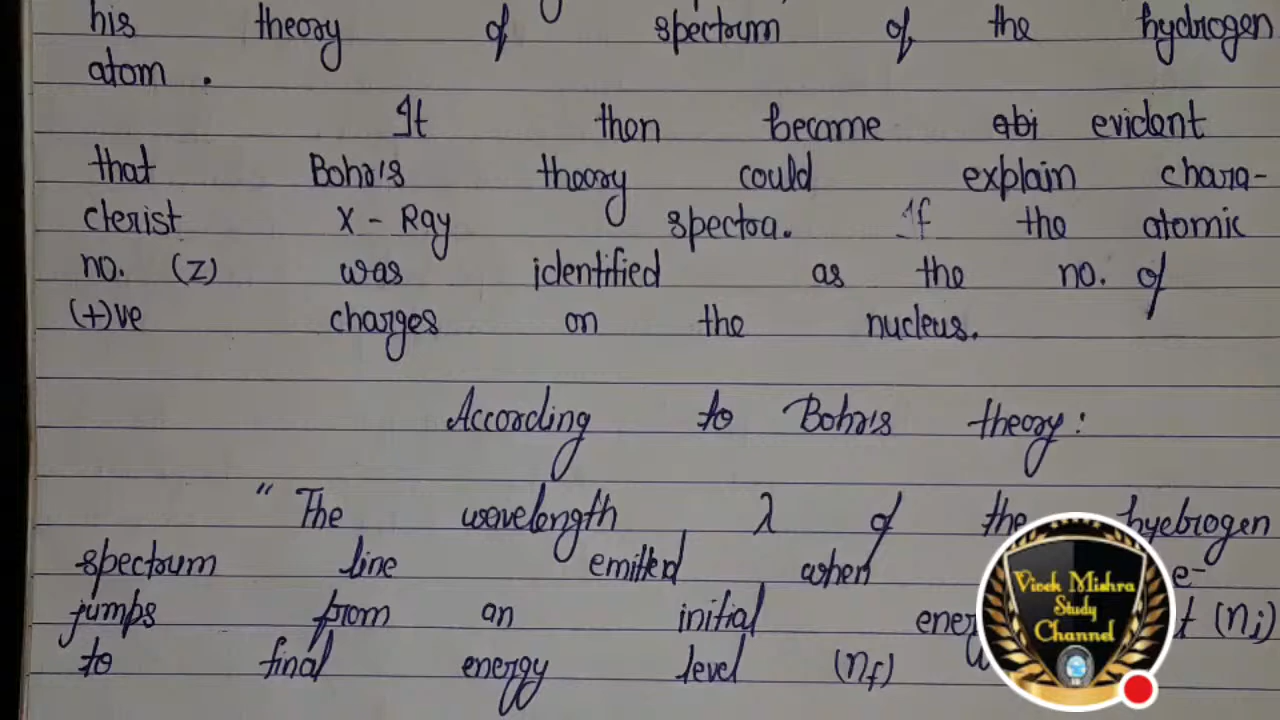 his theory of spectrum of the hydrogen
atom .
It then became obi evident
that Bohr's theory could explain chara-
cterist X - Ray spectra. If the atomic
no. (Z) was identified as the no. of
(+)ve charges on the nucleus.
According to Bohr's theory:
" The wavelength λ of the hyebrogen
spectrum line emitted when e-
jumps from an initial (ni)
to final energy level (nf)
Vivek Mishra
Study
Channel